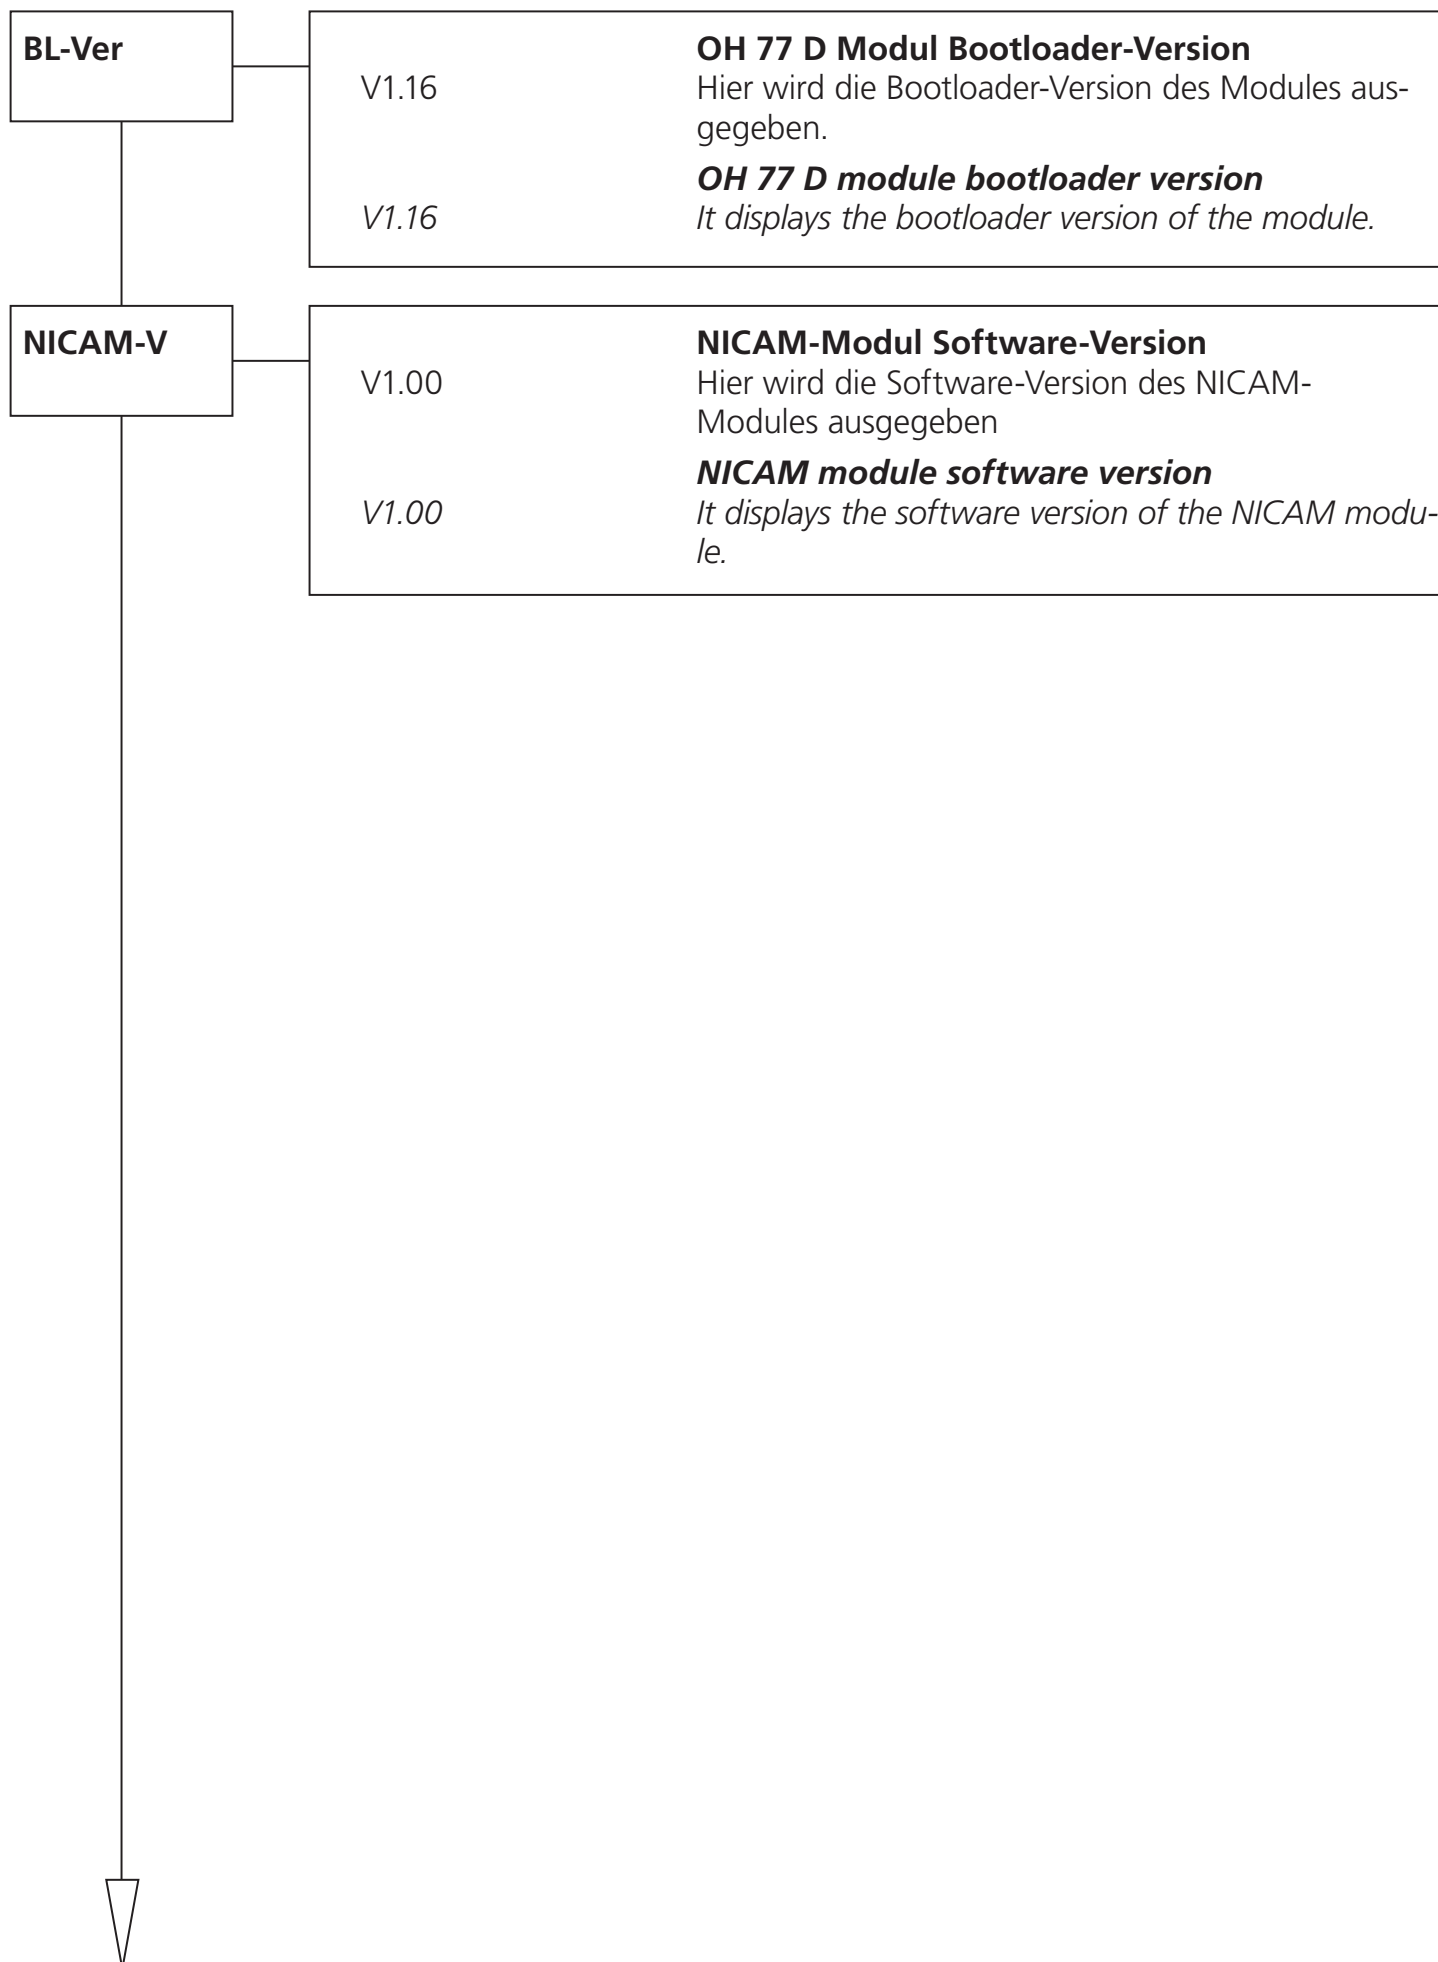 BL-Ver
OH 77 D Modul Bootloader-Version
V1.16 Hier wird die Bootloader-Version des Modules aus-
gegeben.
OH 77 D module bootloader version
V1.16 It displays the bootloader version of the module.
NICAM-V
NICAM-Modul Software-Version
V1.00 Hier wird die Software-Version des NICAM-
Modules ausgegeben
NICAM module software version
V1.00 It displays the software version of the NICAM modu-
le.